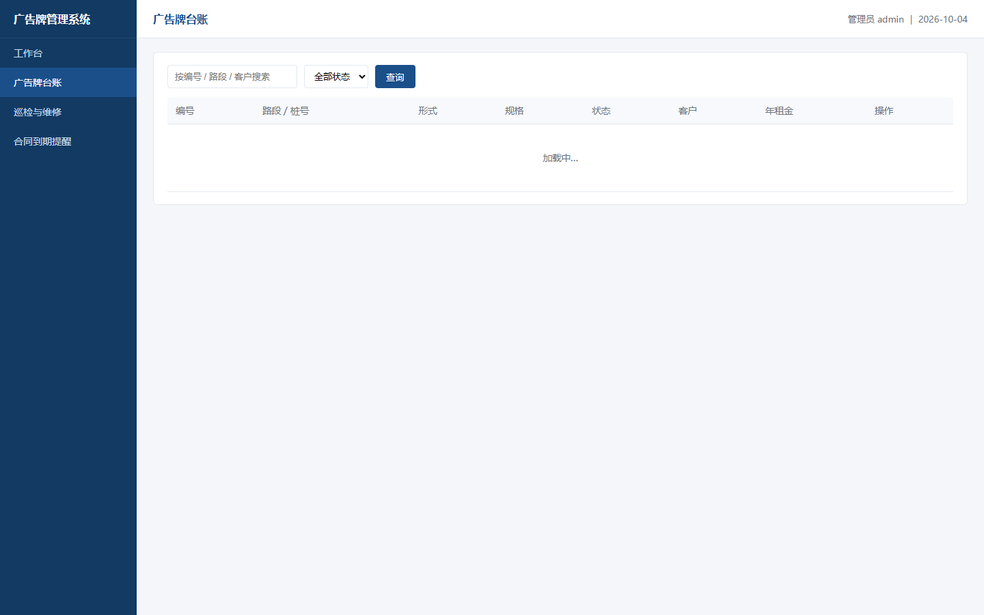 广告牌管理系统
工作台
广告牌台账
巡检与维修
合同到期提醒
广告牌台账
管理员 admin | 2026-10-04
按编号 / 路段 / 客户搜索 全部状态 查询
编号 路段 / 桩号 形式 规格 状态 客户 年租金 操作
加载中...